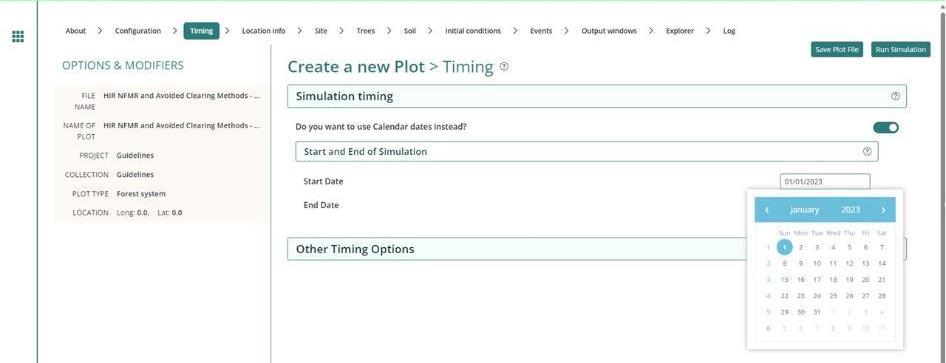 About > Configuration > Timing > Location info > Site > Trees > Soil > Initial conditions > Events > Output windows > Explorer > Log
Save Plot File Run Simulation
OPTIONS & MODIFIERS
FILE NAME HIR NFMR and Avoided Clearing Methods - ...
NAME OF PLOT HIR NFMR and Avoided Clearing Methods - ...
PROJECT Guidelines
COLLECTION Guidelines
PLOT TYPE Forest system
LOCATION Long: 0.0, Lat: 0.0
Create a new Plot > Timing ?
Simulation timing ?
Do you want to use Calendar dates instead?
Start and End of Simulation ?
Start Date 01/01/2023
End Date
Other Timing Options
‹ January 2023 ›
Sun Mon Tue Wed Thu Fri Sat
1 1 2 3 4 5 6 7
2 8 9 10 11 12 13 14
3 15 16 17 18 19 20 21
4 22 23 24 25 26 27 28
5 29 30 31 1 2 3 4
6 5 6 7 8 9 10 11